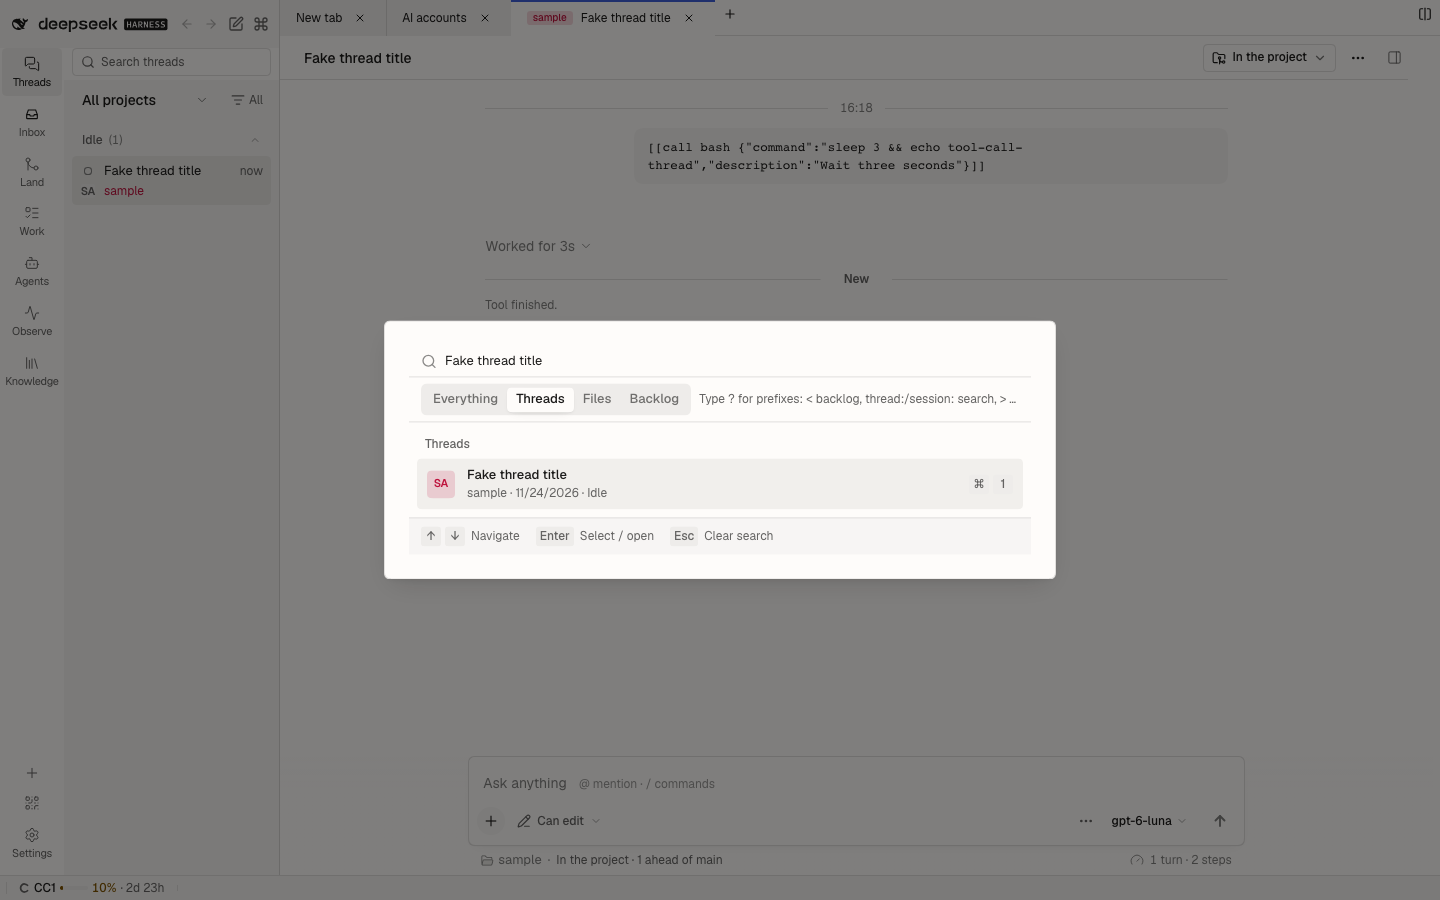 deepseek HARNESS
New tab
AI accounts
sample Fake thread title
Threads
Inbox
Land
Work
Agents
Observe
Knowledge
Settings
Search threads
All projects
All
Idle (1)
Fake thread title now
SA sample
Fake thread title
In the project
16:18
[[call bash {"command":"sleep 3 && echo tool-call-
thread","description":"Wait three seconds"}]]
Worked for 3s
New
Tool finished.
Fake thread title
Everything Threads Files Backlog Type ? for prefixes: < backlog, thread:/session: search, > …
Threads
SA Fake thread title
sample · 11/24/2026 · Idle
⌘ 1
↑ ↓ Navigate Enter Select / open Esc Clear search
Ask anything @ mention · / commands
Can edit
gpt-6-luna
sample · In the project · 1 ahead of main
1 turn · 2 steps
C CC1 10% · 2d 23h